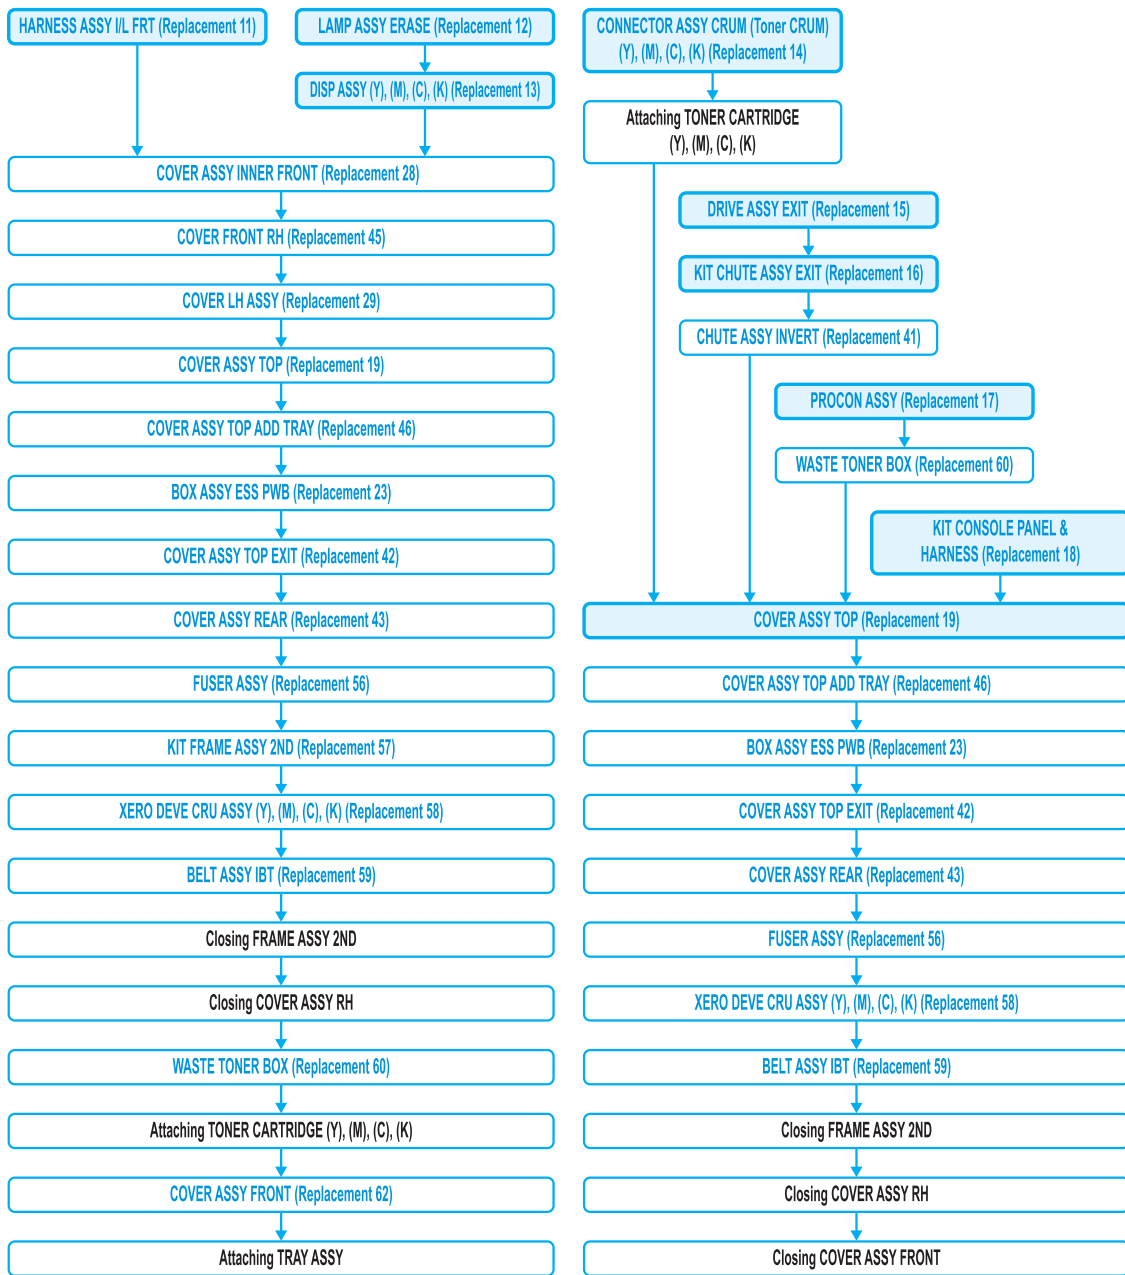 HARNESS ASSY I/L FRT (Replacement 11)
LAMP ASSY ERASE (Replacement 12)
DISP ASSY (Y), (M), (C), (K) (Replacement 13)
COVER ASSY INNER FRONT (Replacement 28)
COVER FRONT RH (Replacement 45)
COVER LH ASSY (Replacement 29)
COVER ASSY TOP (Replacement 19)
COVER ASSY TOP ADD TRAY (Replacement 46)
BOX ASSY ESS PWB (Replacement 23)
COVER ASSY TOP EXIT (Replacement 42)
COVER ASSY REAR (Replacement 43)
FUSER ASSY (Replacement 56)
KIT FRAME ASSY 2ND (Replacement 57)
XERO DEVE CRU ASSY (Y), (M), (C), (K) (Replacement 58)
BELT ASSY IBT (Replacement 59)
Closing FRAME ASSY 2ND
Closing COVER ASSY RH
WASTE TONER BOX (Replacement 60)
Attaching TONER CARTRIDGE (Y), (M), (C), (K)
COVER ASSY FRONT (Replacement 62)
Attaching TRAY ASSY
CONNECTOR ASSY CRUM (Toner CRUM)
(Y), (M), (C), (K) (Replacement 14)
Attaching TONER CARTRIDGE
(Y), (M), (C), (K)
DRIVE ASSY EXIT (Replacement 15)
KIT CHUTE ASSY EXIT (Replacement 16)
CHUTE ASSY INVERT (Replacement 41)
PROCON ASSY (Replacement 17)
WASTE TONER BOX (Replacement 60)
KIT CONSOLE PANEL &
HARNESS (Replacement 18)
COVER ASSY TOP (Replacement 19)
COVER ASSY TOP ADD TRAY (Replacement 46)
BOX ASSY ESS PWB (Replacement 23)
COVER ASSY TOP EXIT (Replacement 42)
COVER ASSY REAR (Replacement 43)
FUSER ASSY (Replacement 56)
XERO DEVE CRU ASSY (Y), (M), (C), (K) (Replacement 58)
BELT ASSY IBT (Replacement 59)
Closing FRAME ASSY 2ND
Closing COVER ASSY RH
Closing COVER ASSY FRONT